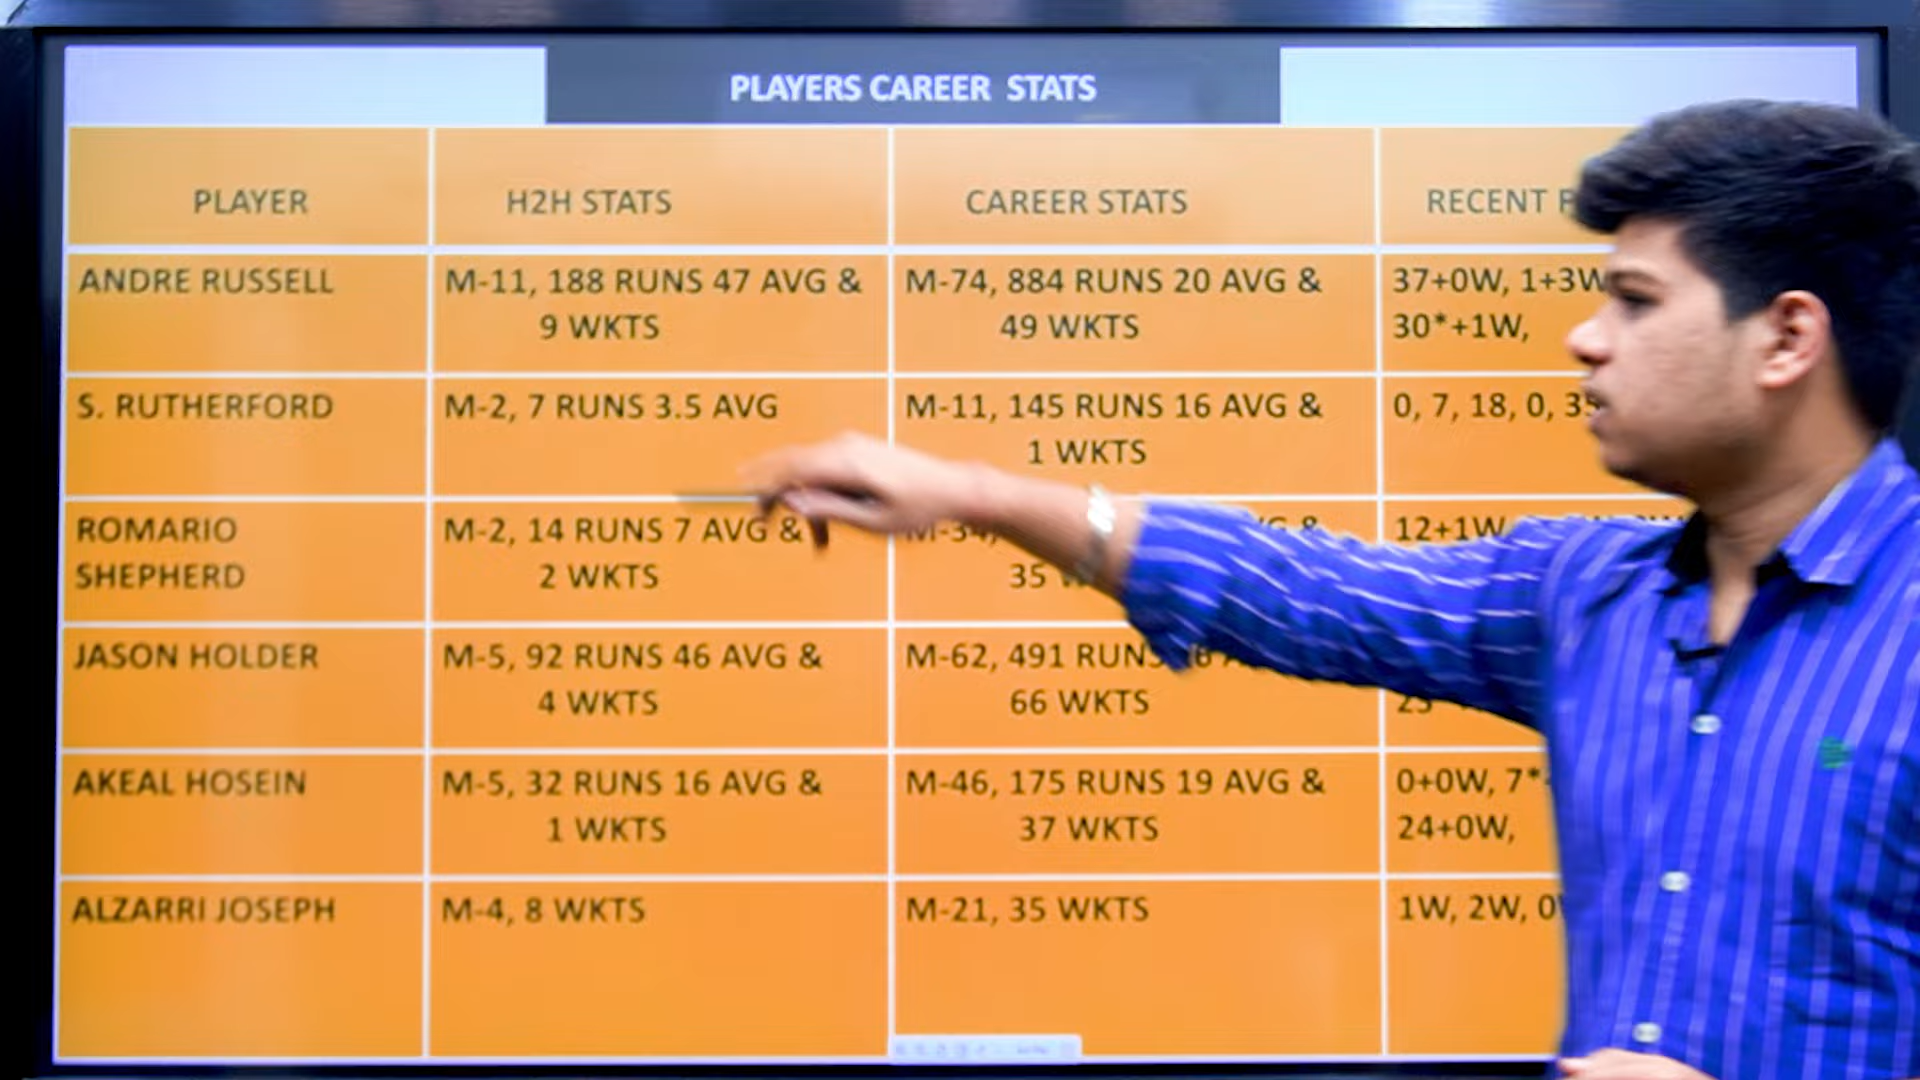 PLAYERS CAREER STATS
PLAYER
H2H STATS
CAREER STATS
RECENT
ANDRE RUSSELL
M-11, 188 RUNS 47 AVG &
9 WKTS
M-74, 884 RUNS 20 AVG &
49 WKTS
37+0W, 1+3W
30*+1W,
S. RUTHERFORD
M-2, 7 RUNS 3.5 AVG
M-11, 145 RUNS 16 AVG &
1 WKTS
0, 7, 18, 0,
ROMARIO
SHEPHERD
M-2, 14 RUNS 7 AVG &
2 WKTS
35
12+1W
JASON HOLDER
M-5, 92 RUNS 46 AVG &
4 WKTS
M-62, 491 RUNS
66 WKTS
AKEAL HOSEIN
M-5, 32 RUNS 16 AVG &
1 WKTS
M-46, 175 RUNS 19 AVG &
37 WKTS
0+0W, 7*
24+0W,
ALZARRI JOSEPH
M-4, 8 WKTS
M-21, 35 WKTS
1W, 2W,